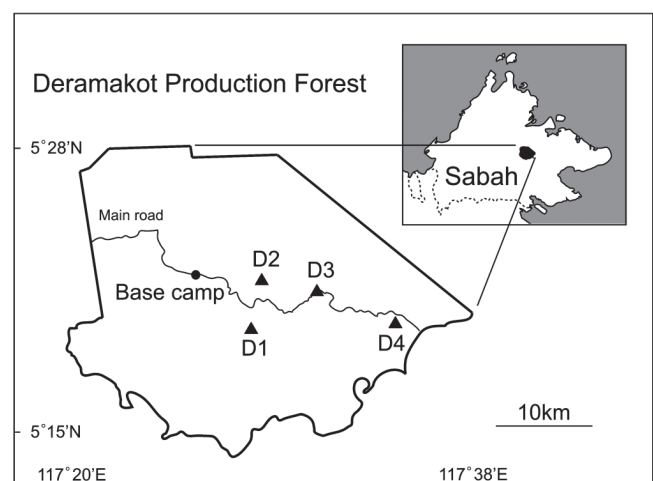 Deramakot Production Forest
5°28'N
Sabah
Main road
D2
D3
Base camp
D1
D4
10km
5°15'N
117°20'E
117°38'E